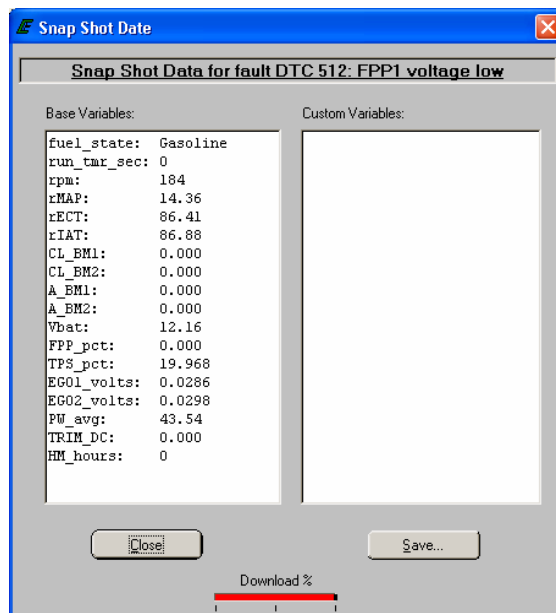 Snap Shot Date
Snap Shot Data for fault DTC 512: FPP1 voltage low
Base Variables:
Custom Variables:
fuel_state: Gasoline
run_tmr_sec: 0
rpm: 184
rMAP: 14.36
rECT: 86.41
rIAT: 86.88
CL_BM1: 0.000
CL_BM2: 0.000
A_BM1: 0.000
A_BM2: 0.000
Vbat: 12.16
FPP_pct: 0.000
TPS_pct: 19.968
EGO1_volts: 0.0286
EGO2_volts: 0.0298
PW_avg: 43.54
TRIM_DC: 0.000
HM_hours: 0
Close
Save...
Download %